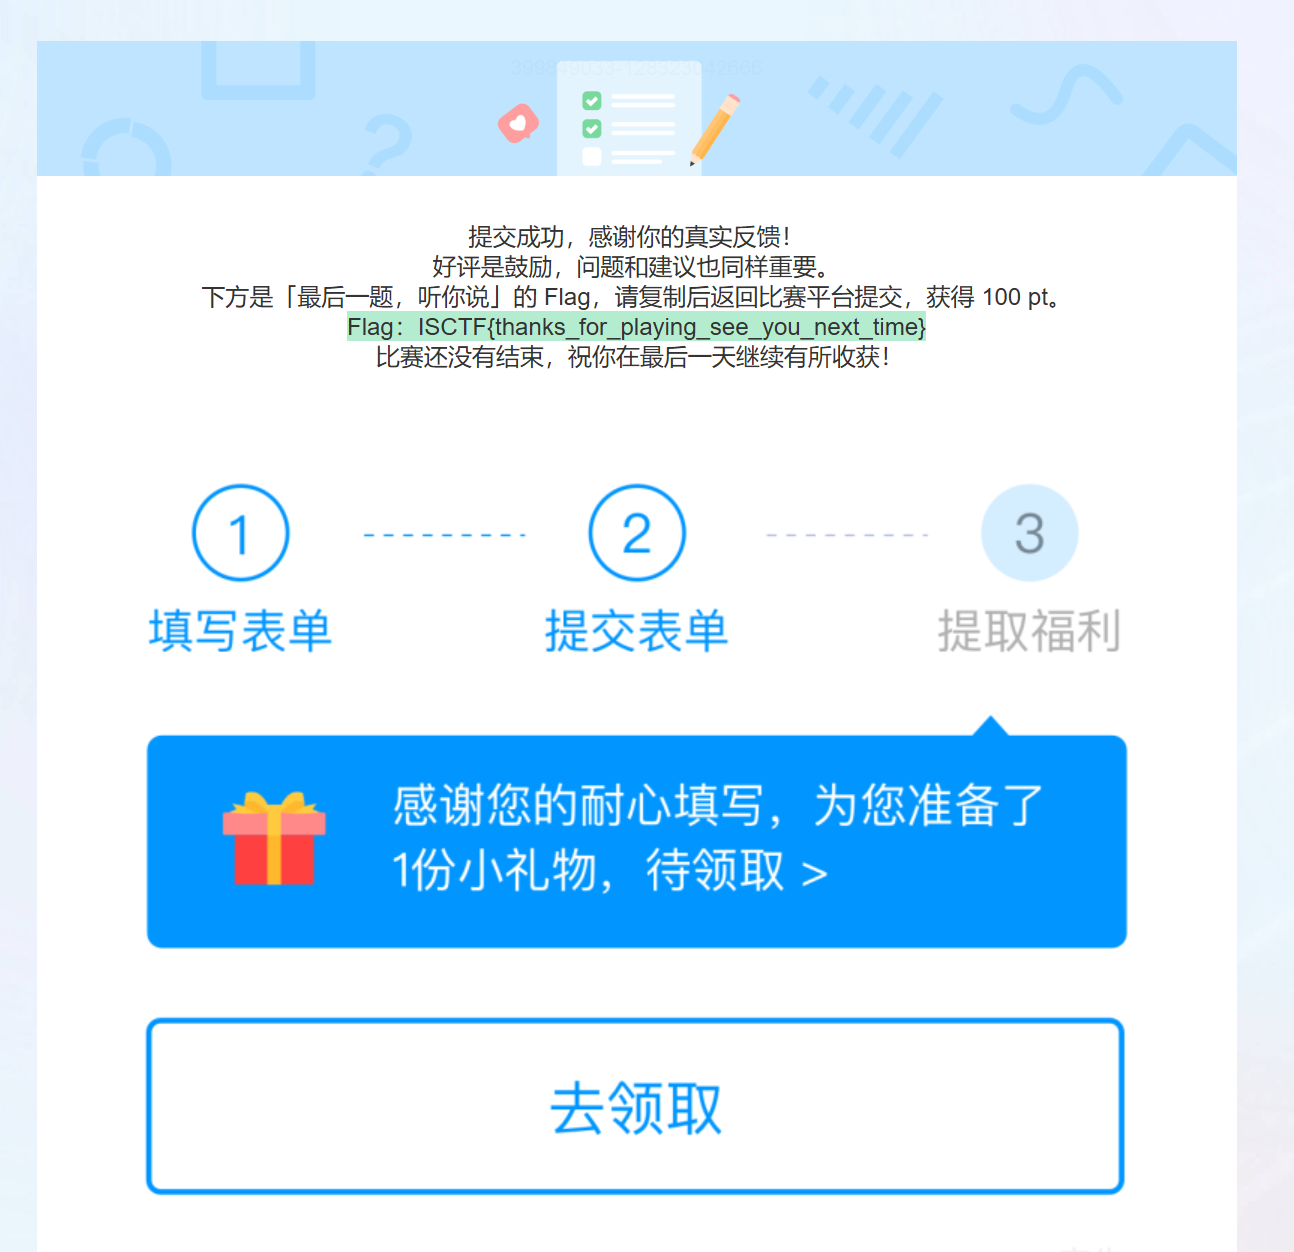 提交成功，感谢你的真实反馈！
好评是鼓励，问题和建议也同样重要。
下方是「最后一题，听你说」的 Flag，请复制后返回比赛平台提交，获得 100 pt。
Flag：ISCTF{thanks_for_playing_see_you_next_time}
比赛还没有结束，祝你在最后一天继续有所收获！
1
2
3
填写表单
提交表单
提取福利
感谢您的耐心填写，为您准备了
1份小礼物，待领取 >
去领取